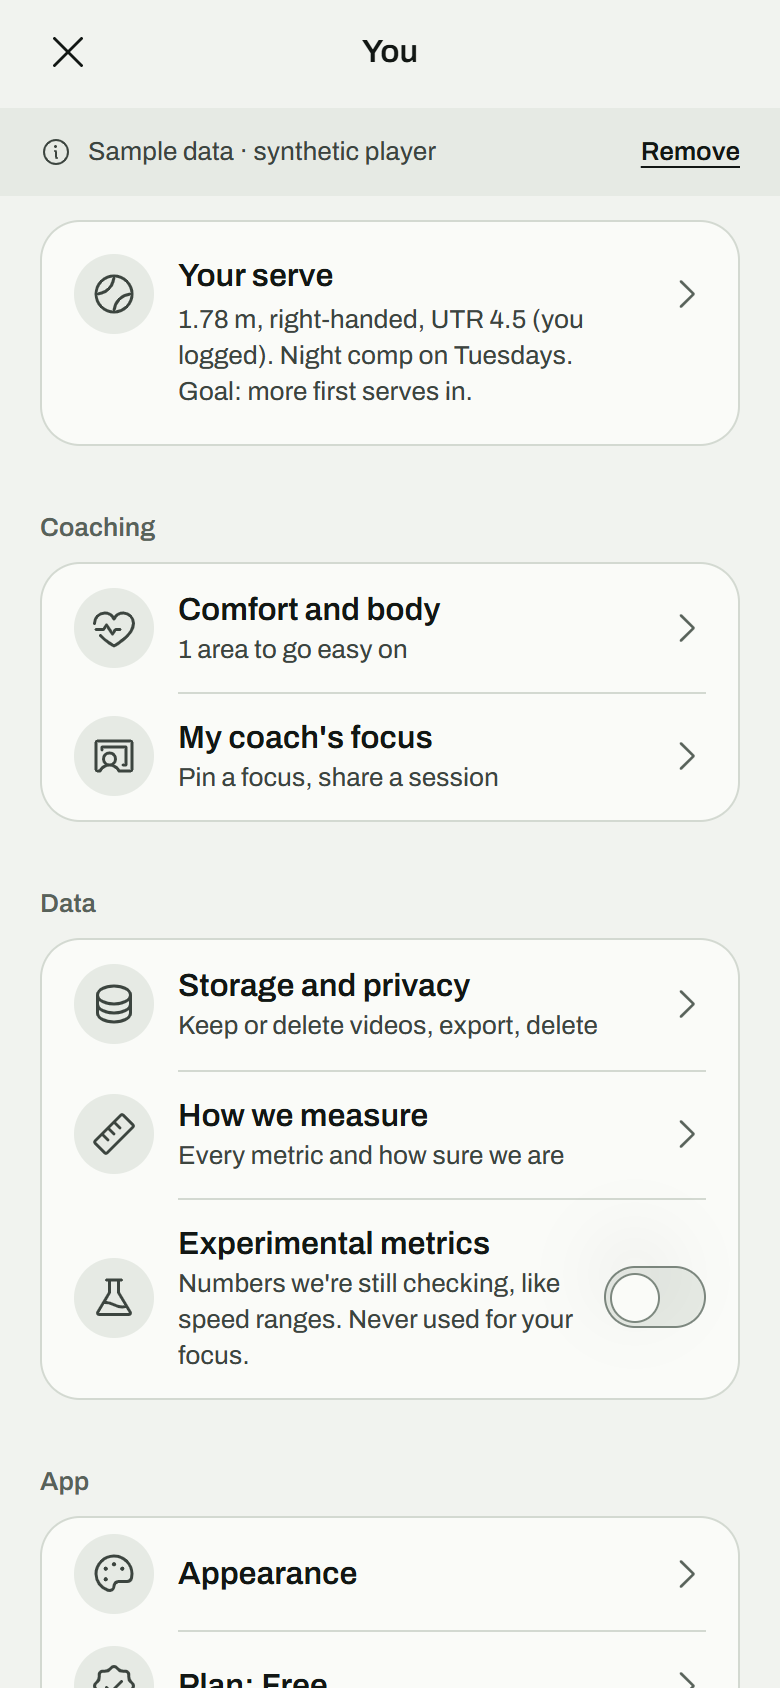 You
Sample data · synthetic player
Remove
Your serve
1.78 m, right-handed, UTR 4.5 (you
logged). Night comp on Tuesdays.
Goal: more first serves in.
Coaching
Comfort and body
1 area to go easy on
My coach's focus
Pin a focus, share a session
Data
Storage and privacy
Keep or delete videos, export, delete
How we measure
Every metric and how sure we are
Experimental metrics
Numbers we're still checking, like
speed ranges. Never used for your
focus.
App
Appearance
Plan: Free